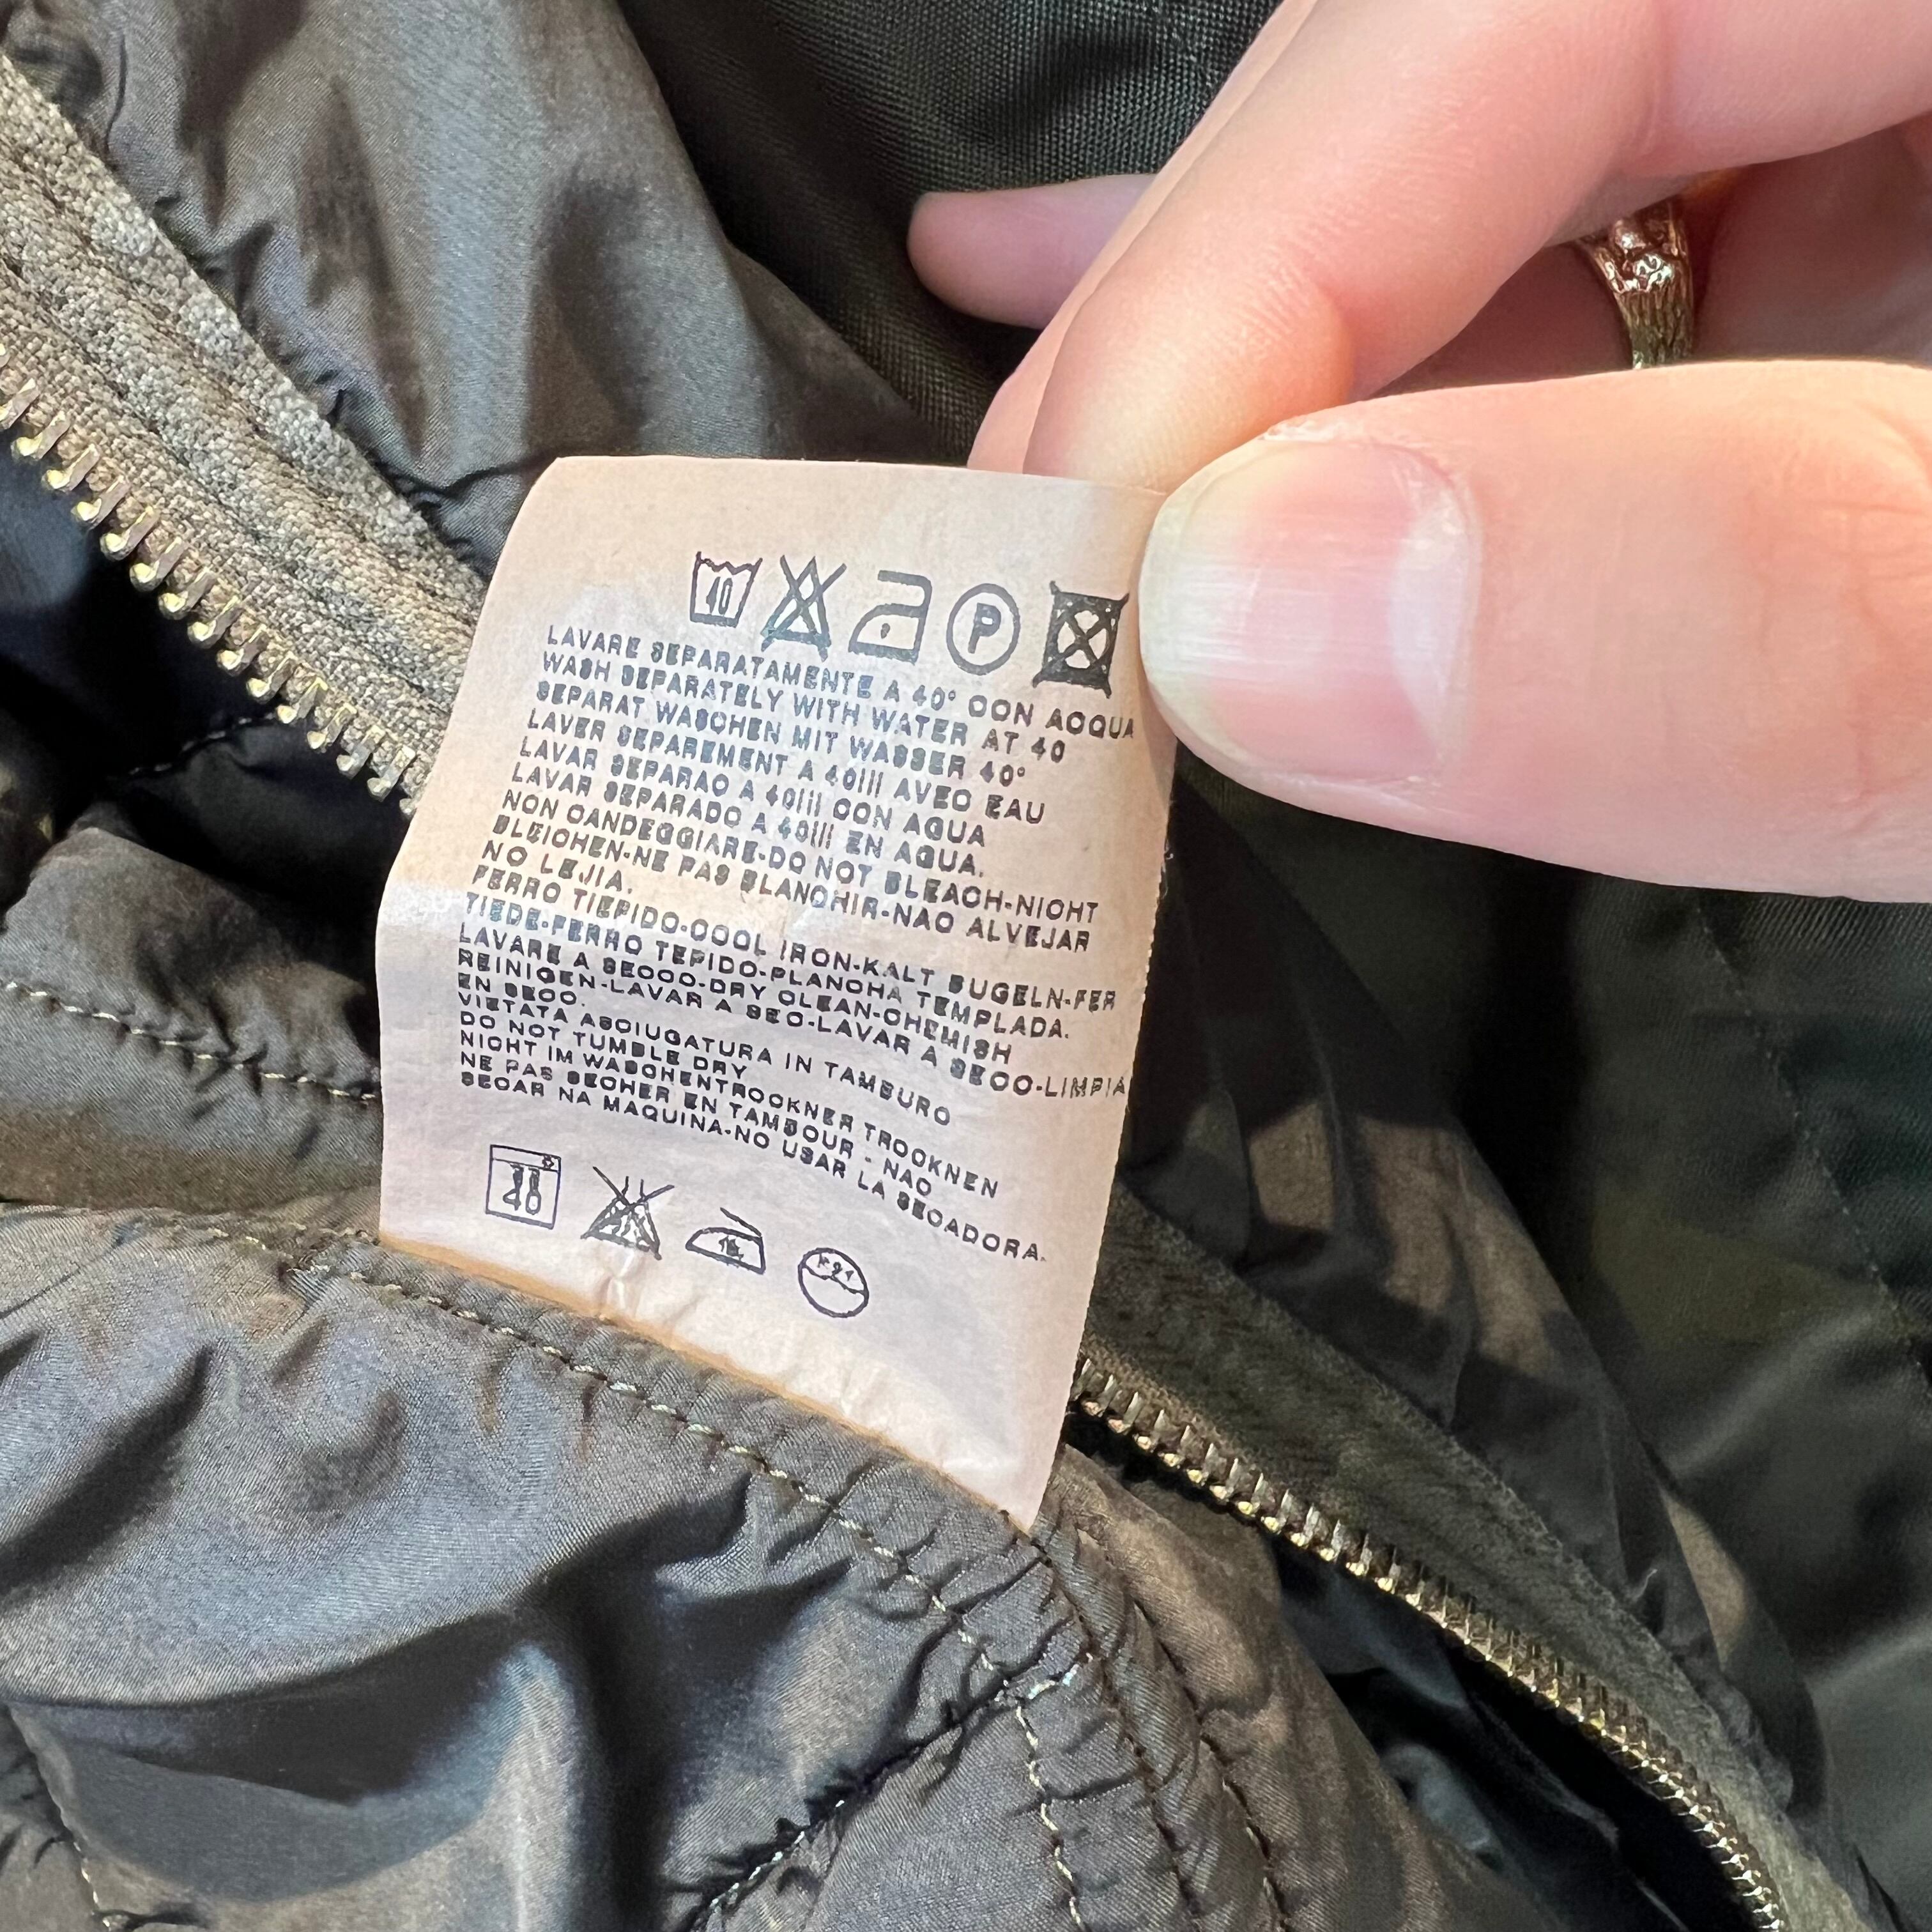 40 P
LAVARE SEPARATAMENTE A 40° CON ACQUA
WASH SEPARATELY WITH WATER AT 40
SEPARAT WASCHEN MIT WASSER 40°
LAVER SEPAREMENT A 40!!! AVEC EAU
LAVAR SEPARAO A 40!!! CON AGUA
LAVAR SEPARADO A 40!!! EN AGUA.
NON CANDEGGIARE-DO NOT BLEACH-NICHT
BLEICHEN-NE PAS BLANCHIR-NAO ALVEJAR
NO LEJIA.
FERRO TIEPIDO-COOL IRON-KALT BUGELN-FER
TIEDE-FERRO TEPIDO-PLANCHA TEMPLADA.
LAVARE A SECCO-DRY CLEAN-CHEMISH
REINIGEN-LAVAR A SEC-LAVAR A SECO-LIMPIA
EN SECO.
VIETATA ASCIUGATURA IN TAMBURO
DO NOT TUMBLE DRY
NICHT IM WASCHENTROCKNER TROCKNEN
NE PAS SECHER EN TAMBOUR - NAO
SECAR NA MAQUINA-NO USAR LA SECADORA.
40